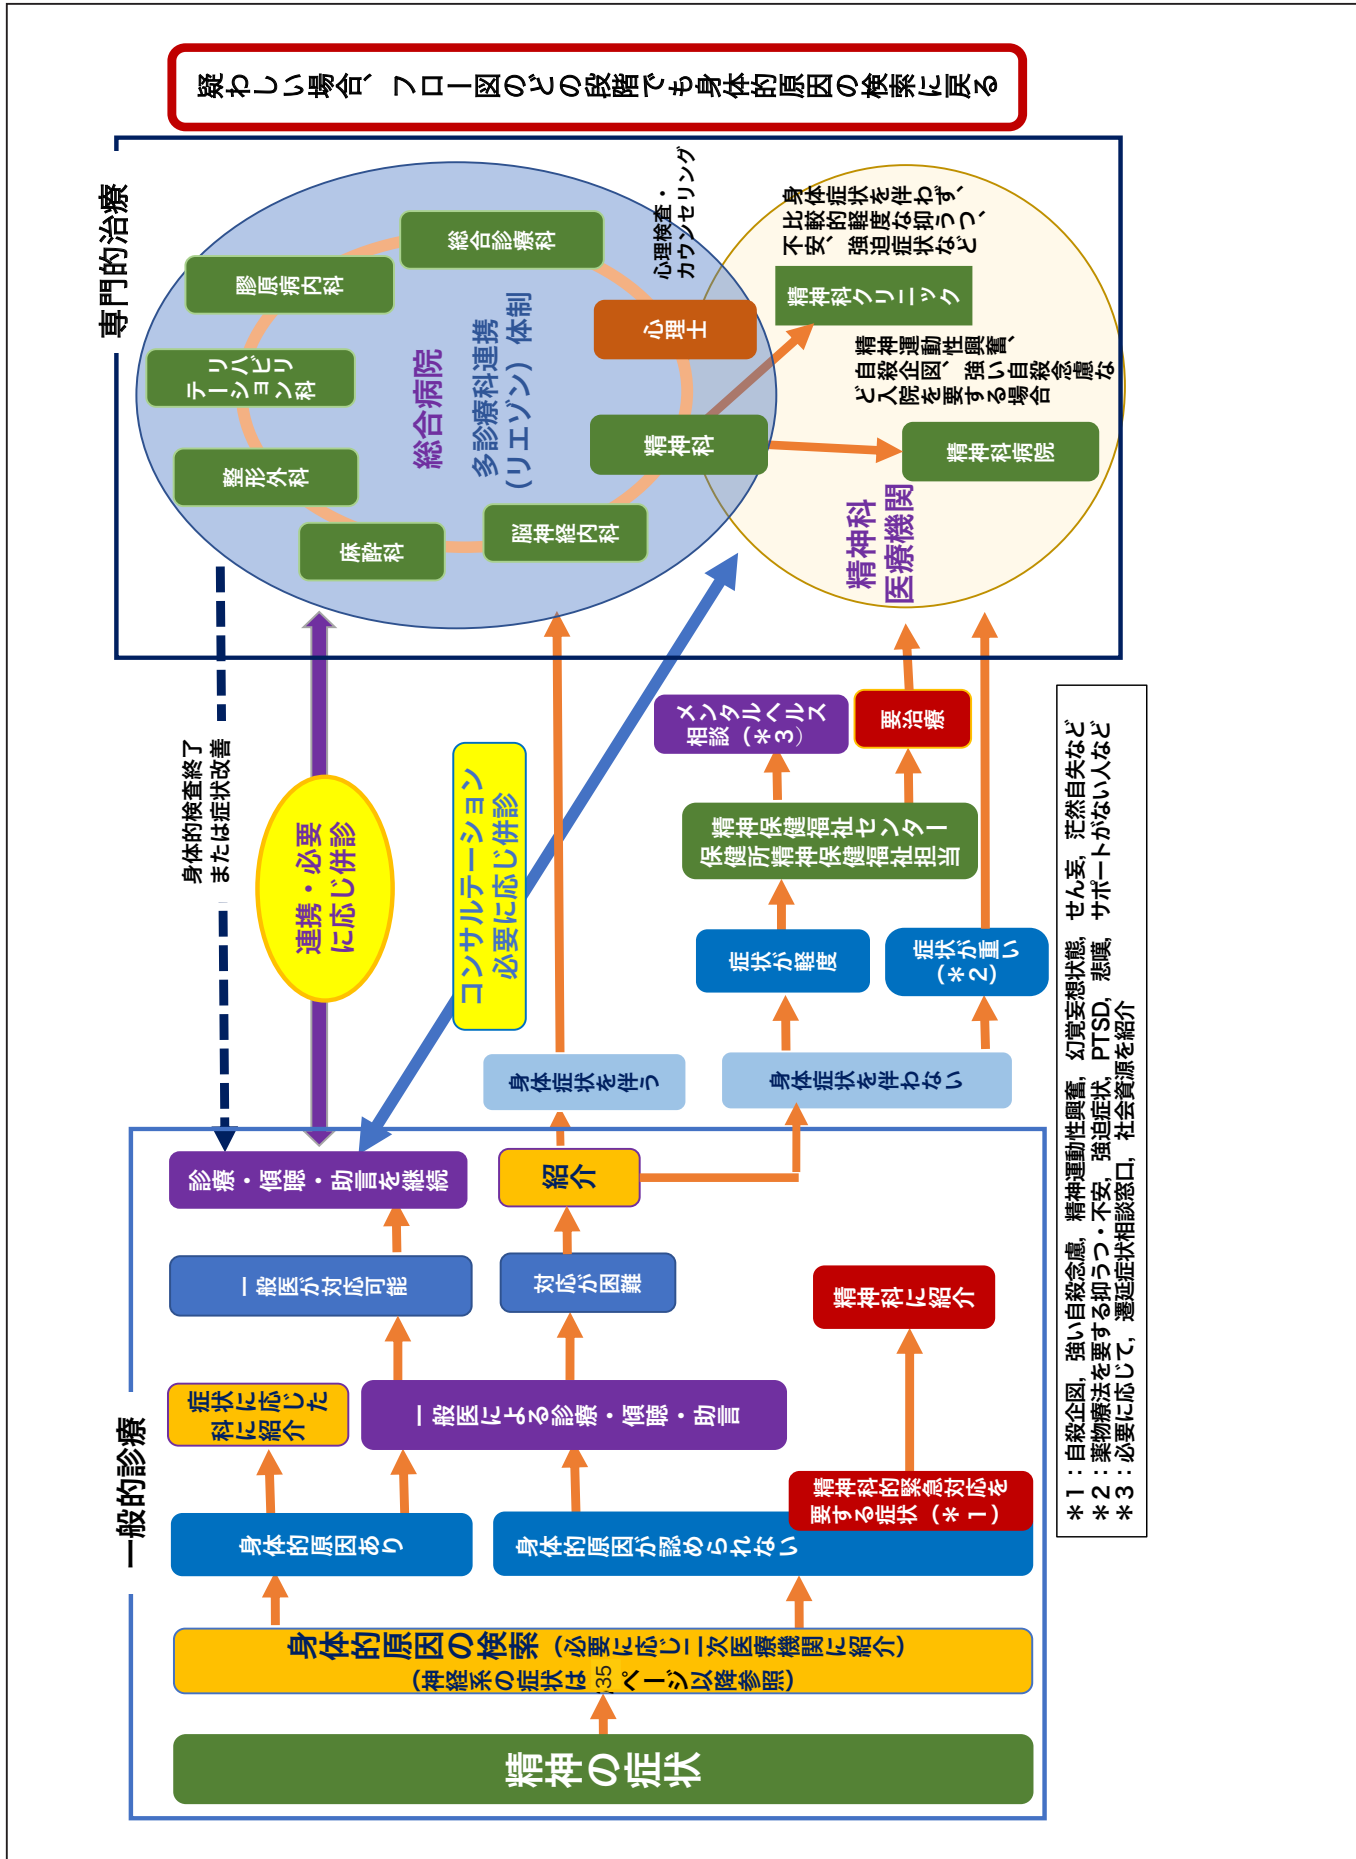 疑わしい場合、フロー図のどの段階でも身体的原因の検索に戻る
一般的診療
精神の症状
身体的原因の検索（必要に応じ二次医療機関に紹介）
（神経系の症状は35ページ以降参照）
身体的原因あり
身体的原因が認められない
精神科的緊急対応を
要する症状（＊1）
症状に応じた
科に紹介
一般医による診療・傾聴・助言
精神科に紹介
一般医が対応可能
対応が困難
診療・傾聴・助言を継続
紹介
身体症状を伴う
身体症状を伴わない
症状が軽度
症状が重い
（＊2）
精神保健福祉センター
保健所精神保健福祉担当
メンタルヘルス
相談（＊3）
要治療
身体的検査終了
または症状改善
連携・必要
に応じ併診
コンサルテーション
必要に応じ併診
専門的治療
総合病院
多診療科連携
（リエゾン）体制
麻酔科
整形外科
リハビリ
テーション科
膠原病内科
総合診療科
心理士
心理検査・
カウンセリング
精神科
脳神経内科
精神科
医療機関
精神科病院
精神運動性興奮、
自殺企図、強い自殺念慮な
ど入院を要する場合
精神科クリニック
身体症状を伴わず、
比較的軽度な抑うつ、
不安、強迫症状など
＊1：自殺企図，強い自殺念慮，精神運動性興奮，幻覚妄想状態，せん妄，茫然自失など
＊2：薬物療法を要する抑うつ・不安，強迫症状，PTSD，悲嘆，サポートがない人など
＊3：必要に応じて，遷延症状相談窓口，社会資源を紹介